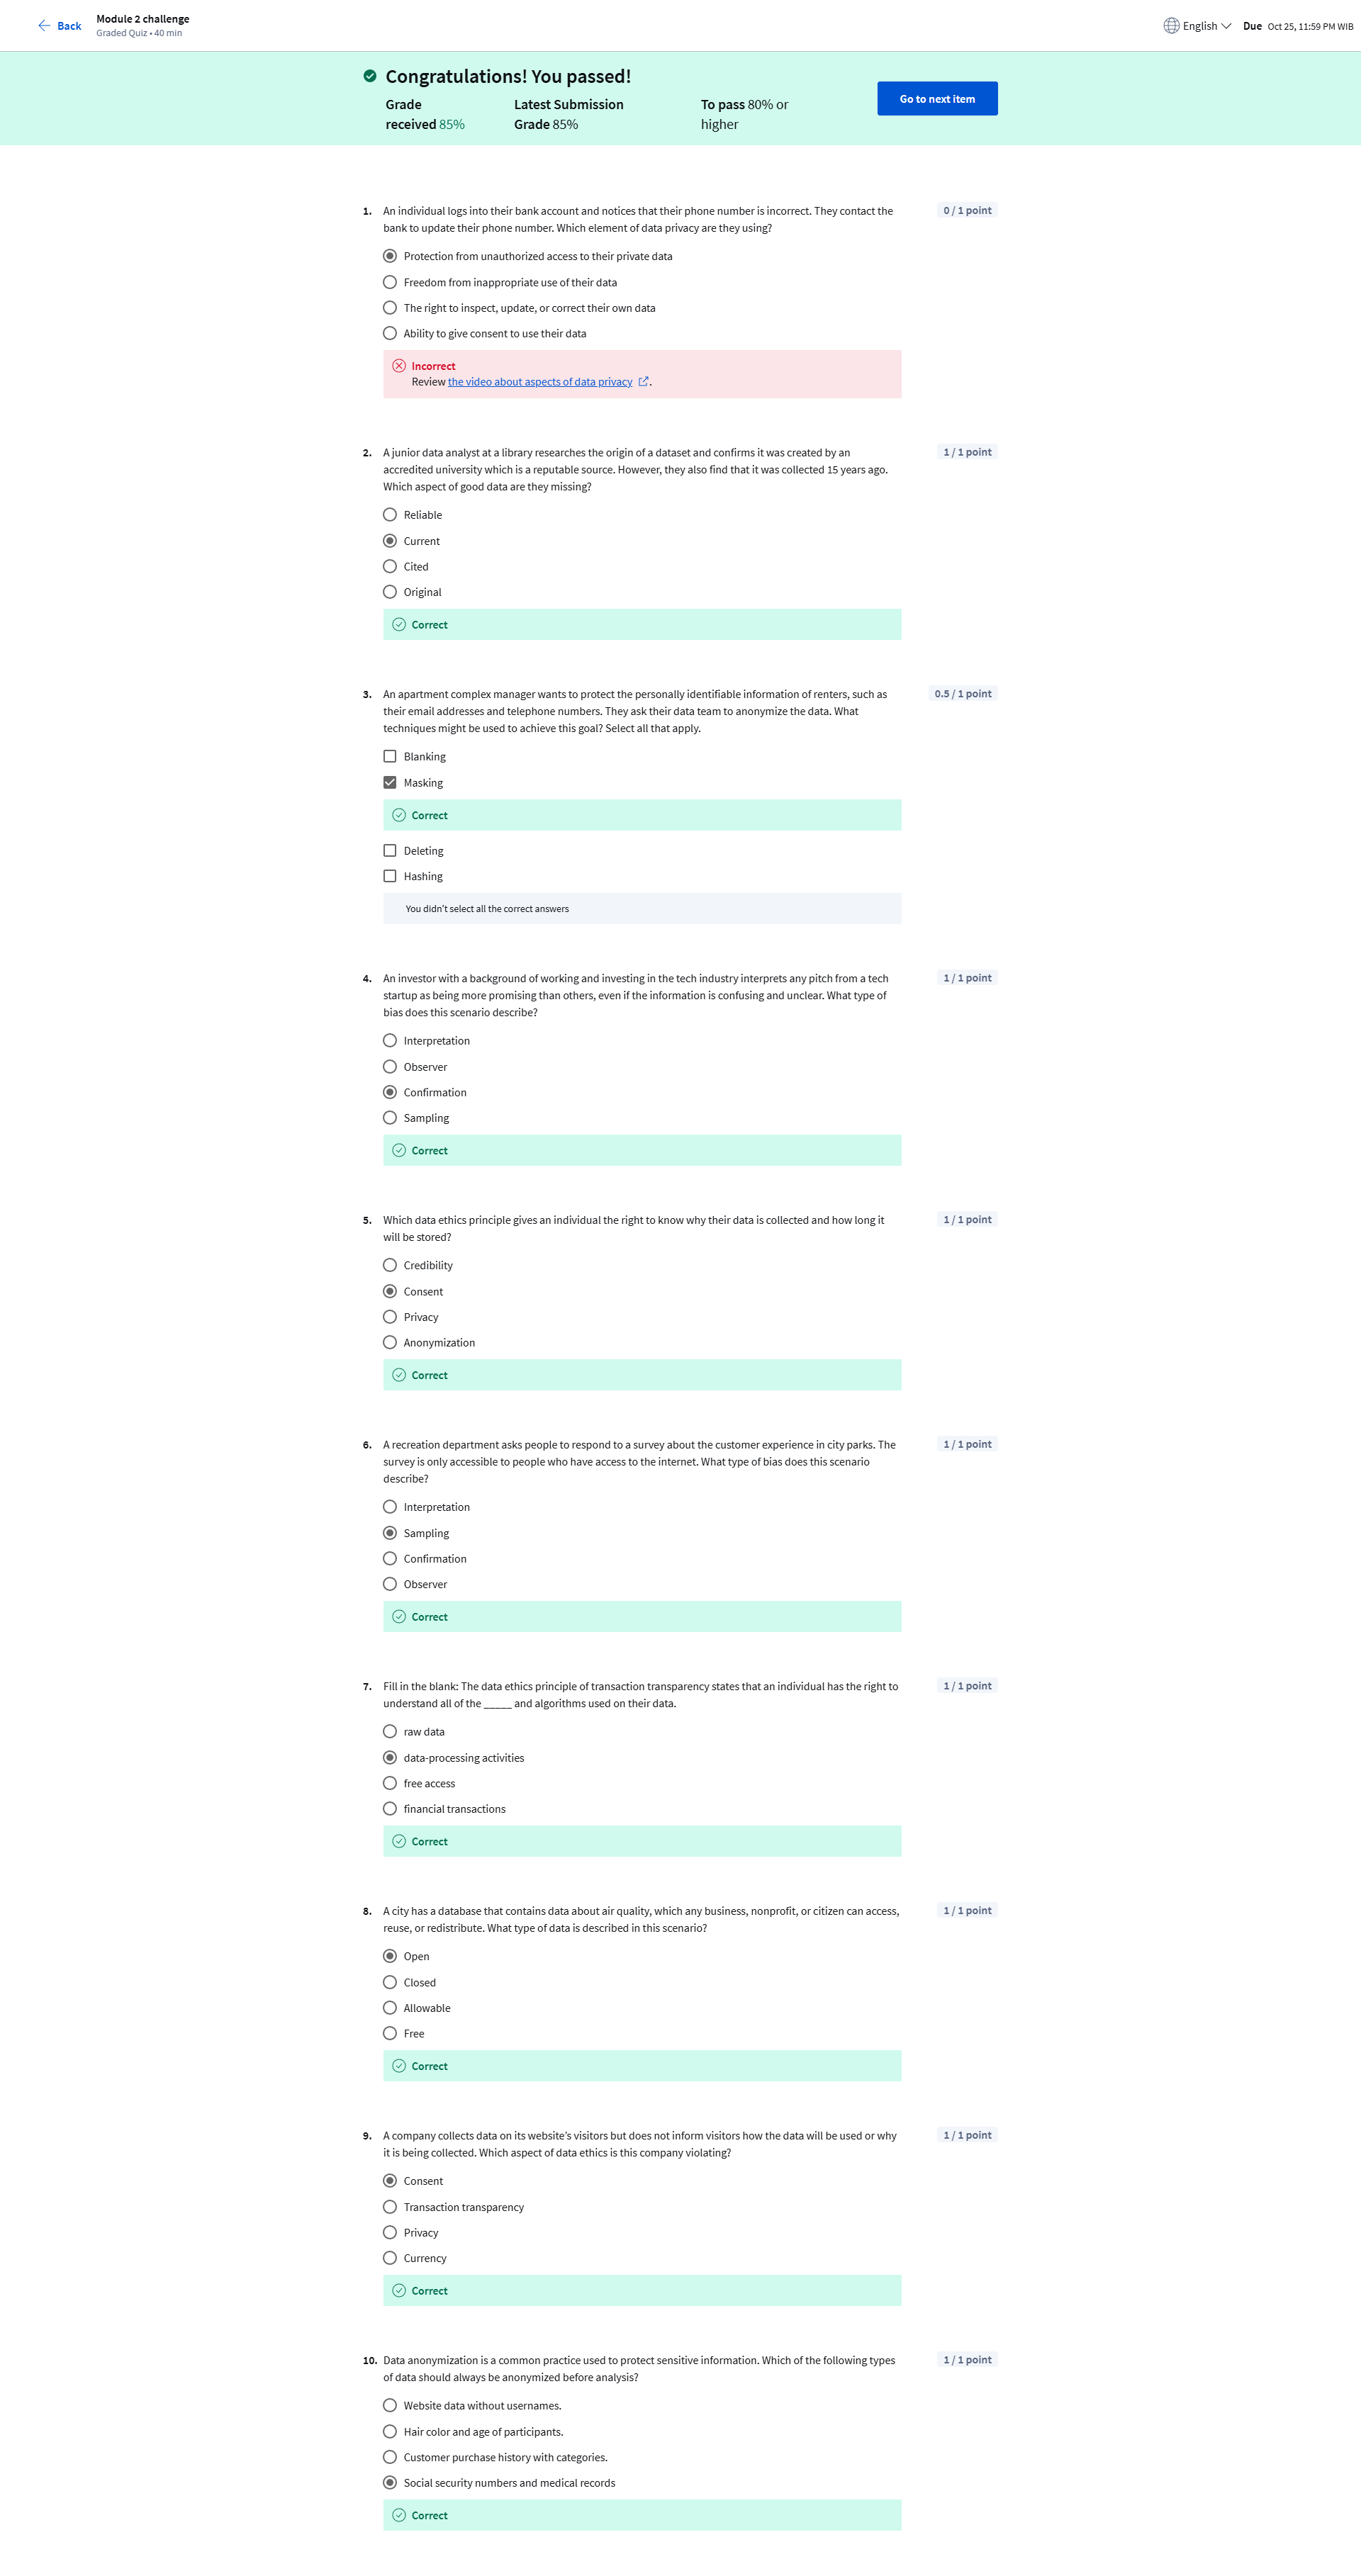 Back
Module 2 challenge
Graded Quiz • 40 min
English
Due Oct 25, 11:59 PM WIB
Congratulations! You passed!
Grade
received 85%
Latest Submission
Grade 85%
To pass 80% or
higher
Go to next item
1. An individual logs into their bank account and notices that their phone number is incorrect. They contact the
bank to update their phone number. Which element of data privacy are they using?
0 / 1 point
Protection from unauthorized access to their private data
Freedom from inappropriate use of their data
The right to inspect, update, or correct their own data
Ability to give consent to use their data
Incorrect
Review the video about aspects of data privacy.
2. A junior data analyst at a library researches the origin of a dataset and confirms it was created by an
accredited university which is a reputable source. However, they also find that it was collected 15 years ago.
Which aspect of good data are they missing?
1 / 1 point
Reliable
Current
Cited
Original
Correct
3. An apartment complex manager wants to protect the personally identifiable information of renters, such as
their email addresses and telephone numbers. They ask their data team to anonymize the data. What
techniques might be used to achieve this goal? Select all that apply.
0.5 / 1 point
Blanking
Masking
Correct
Deleting
Hashing
You didn't select all the correct answers
4. An investor with a background of working and investing in the tech industry interprets any pitch from a tech
startup as being more promising than others, even if the information is confusing and unclear. What type of
bias does this scenario describe?
1 / 1 point
Interpretation
Observer
Confirmation
Sampling
Correct
5. Which data ethics principle gives an individual the right to know why their data is collected and how long it
will be stored?
1 / 1 point
Credibility
Consent
Privacy
Anonymization
Correct
6. A recreation department asks people to respond to a survey about the customer experience in city parks. The
survey is only accessible to people who have access to the internet. What type of bias does this scenario
describe?
1 / 1 point
Interpretation
Sampling
Confirmation
Observer
Correct
7. Fill in the blank: The data ethics principle of transaction transparency states that an individual has the right to
understand all of the _____ and algorithms used on their data.
1 / 1 point
raw data
data-processing activities
free access
financial transactions
Correct
8. A city has a database that contains data about air quality, which any business, nonprofit, or citizen can access,
reuse, or redistribute. What type of data is described in this scenario?
1 / 1 point
Open
Closed
Allowable
Free
Correct
9. A company collects data on its website’s visitors but does not inform visitors how the data will be used or why
it is being collected. Which aspect of data ethics is this company violating?
1 / 1 point
Consent
Transaction transparency
Privacy
Currency
Correct
10. Data anonymization is a common practice used to protect sensitive information. Which of the following types
of data should always be anonymized before analysis?
1 / 1 point
Website data without usernames.
Hair color and age of participants.
Customer purchase history with categories.
Social security numbers and medical records
Correct